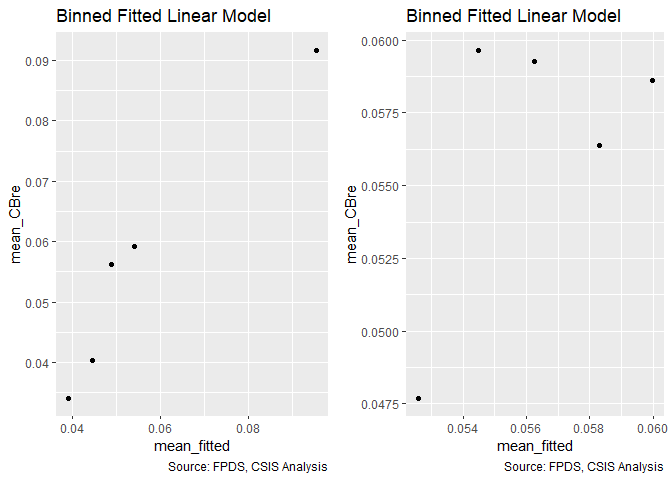 Binned Fitted Linear Model
0.09
0.08
0.07
0.06
0.05
0.04
mean_CBre
0.04 0.06 0.08
mean_fitted
Source: FPDS, CSIS Analysis
Binned Fitted Linear Model
0.0600
0.0575
0.0550
0.0525
0.0500
0.0475
mean_CBre
0.054 0.056 0.058 0.060
mean_fitted
Source: FPDS, CSIS Analysis